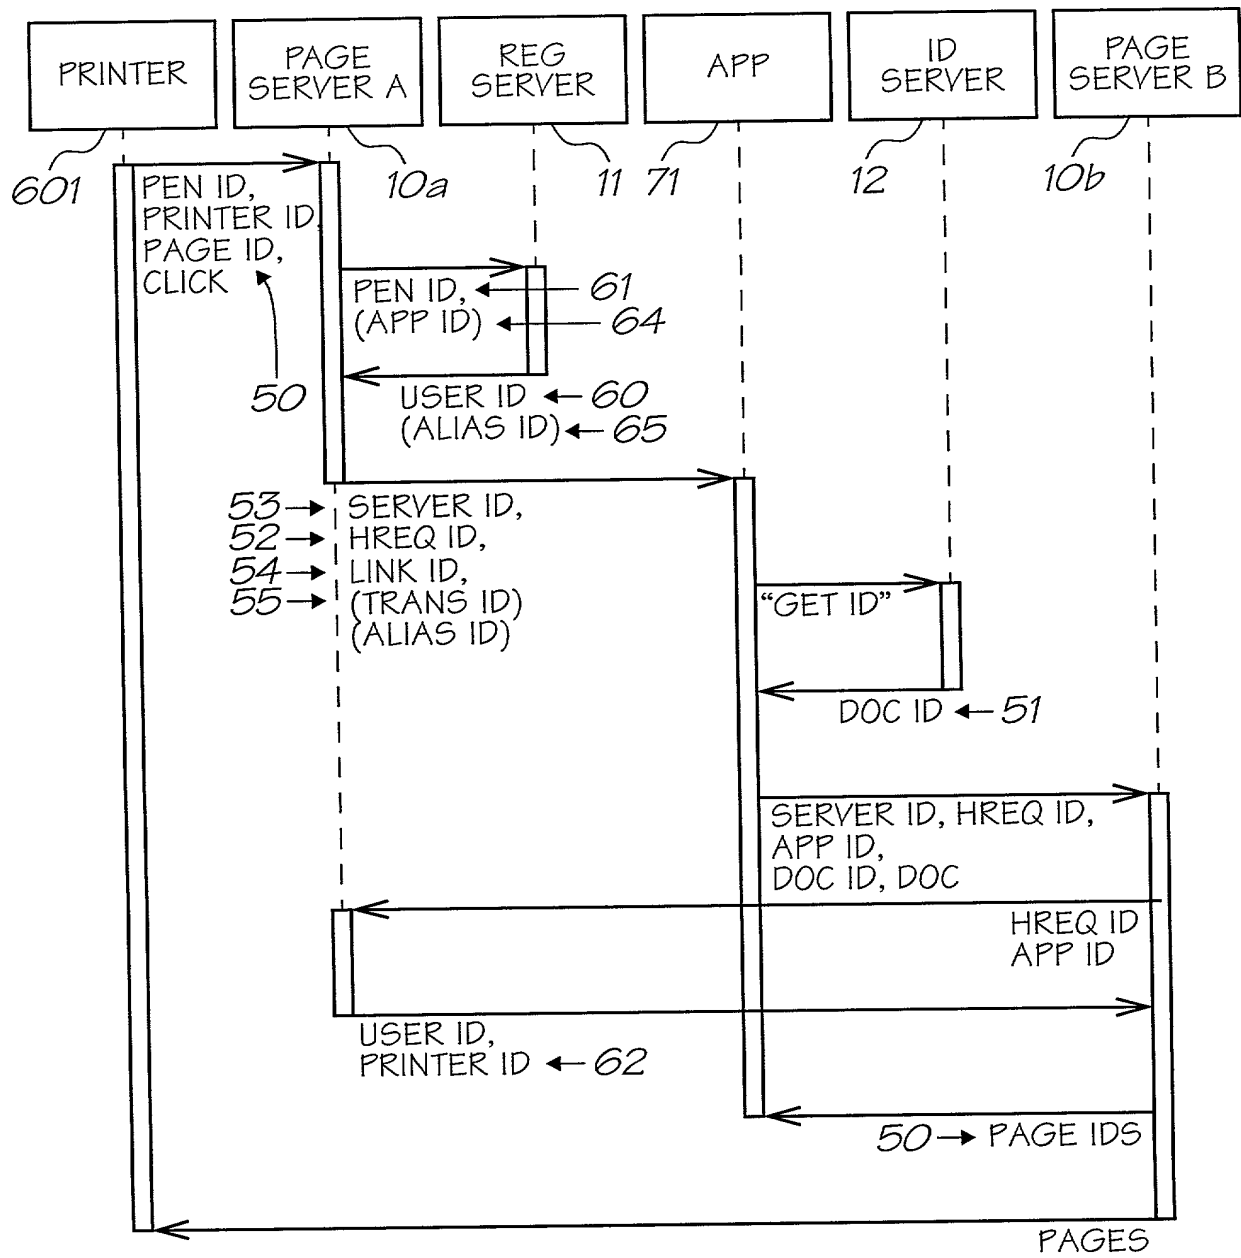 PRINTER
PAGE
SERVER A
REG
SERVER
APP
ID
SERVER
PAGE
SERVER B
601
10a
11
71
12
10b
PEN ID,
PRINTER ID,
PAGE ID,
CLICK
50
PEN ID,
61
(APP ID)
64
USER ID
60
(ALIAS ID)
65
53
SERVER ID,
52
HREQ ID,
54
LINK ID,
55
(TRANS ID)
(ALIAS ID)
"GET ID"
DOC ID
51
SERVER ID, HREQ ID,
APP ID,
DOC ID, DOC
HREQ ID
APP ID
USER ID,
PRINTER ID
62
50
PAGE IDS
PAGES